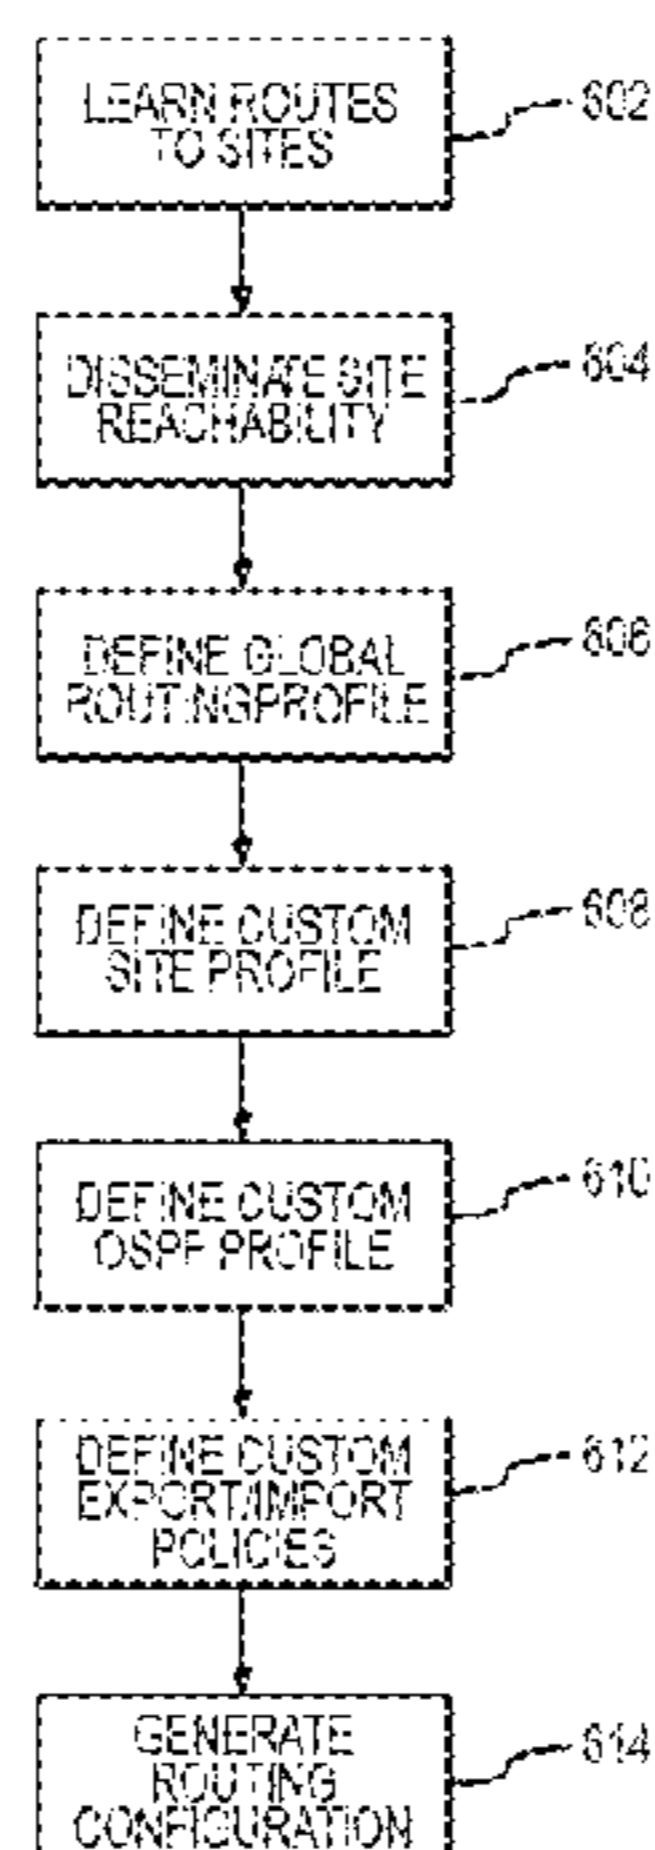 LEARN ROUTES
TO SITES
602
DISSEMINATE SITE
REACHABILITY
604
DEFINE GLOBAL
ROUTINGPROFILE
606
DEFINE CUSTOM
SITE PROFILE
608
DEFINE CUSTOM
OSPF PROFILE
610
DEFINE CUSTOM
EXPORT/IMPORT
POLICIES
612
GENERATE
ROUTING
CONFIGURATION
614